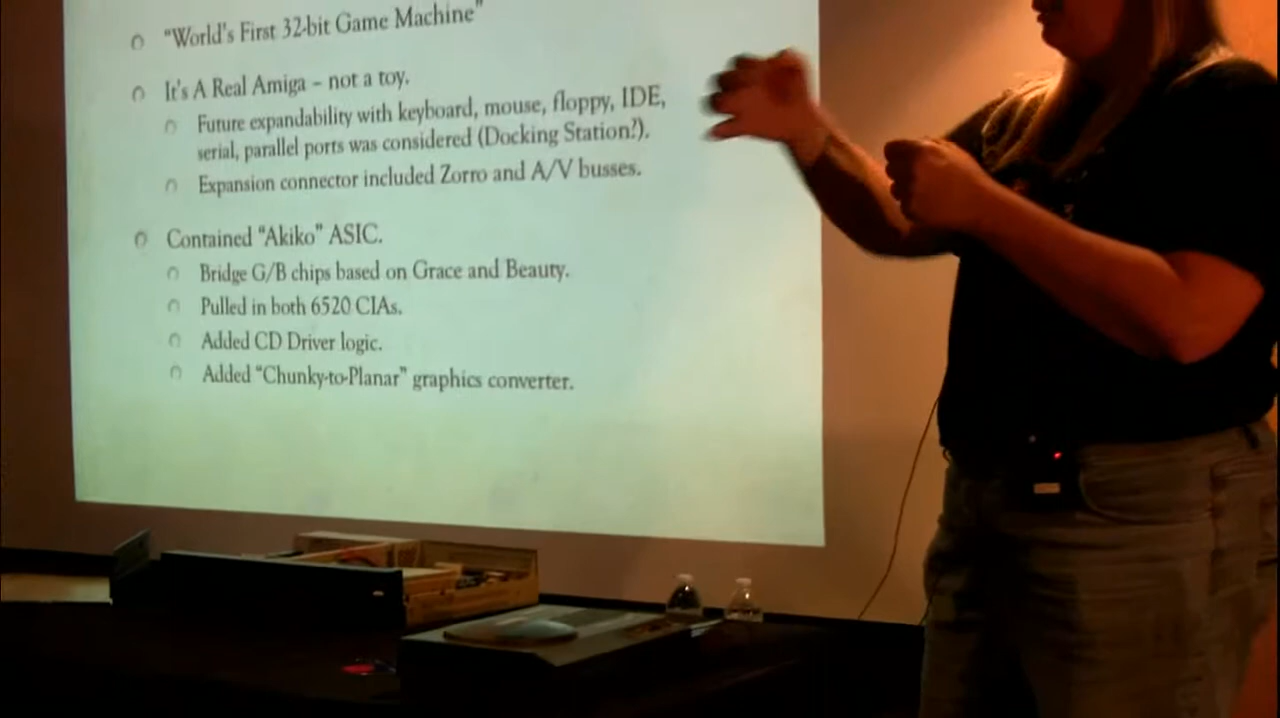 "World's First 32-bit Game Machine"
It's A Real Amiga – not a toy.
Future expandability with keyboard, mouse, floppy, IDE,
serial, parallel ports was considered (Docking Station?).
Expansion connector included Zorro and A/V busses.
Contained "Akiko" ASIC.
Bridge G/B chips based on Grace and Beauty.
Pulled in both 6520 CIAs.
Added CD Driver logic.
Added "Chunky-to-Planar" graphics converter.